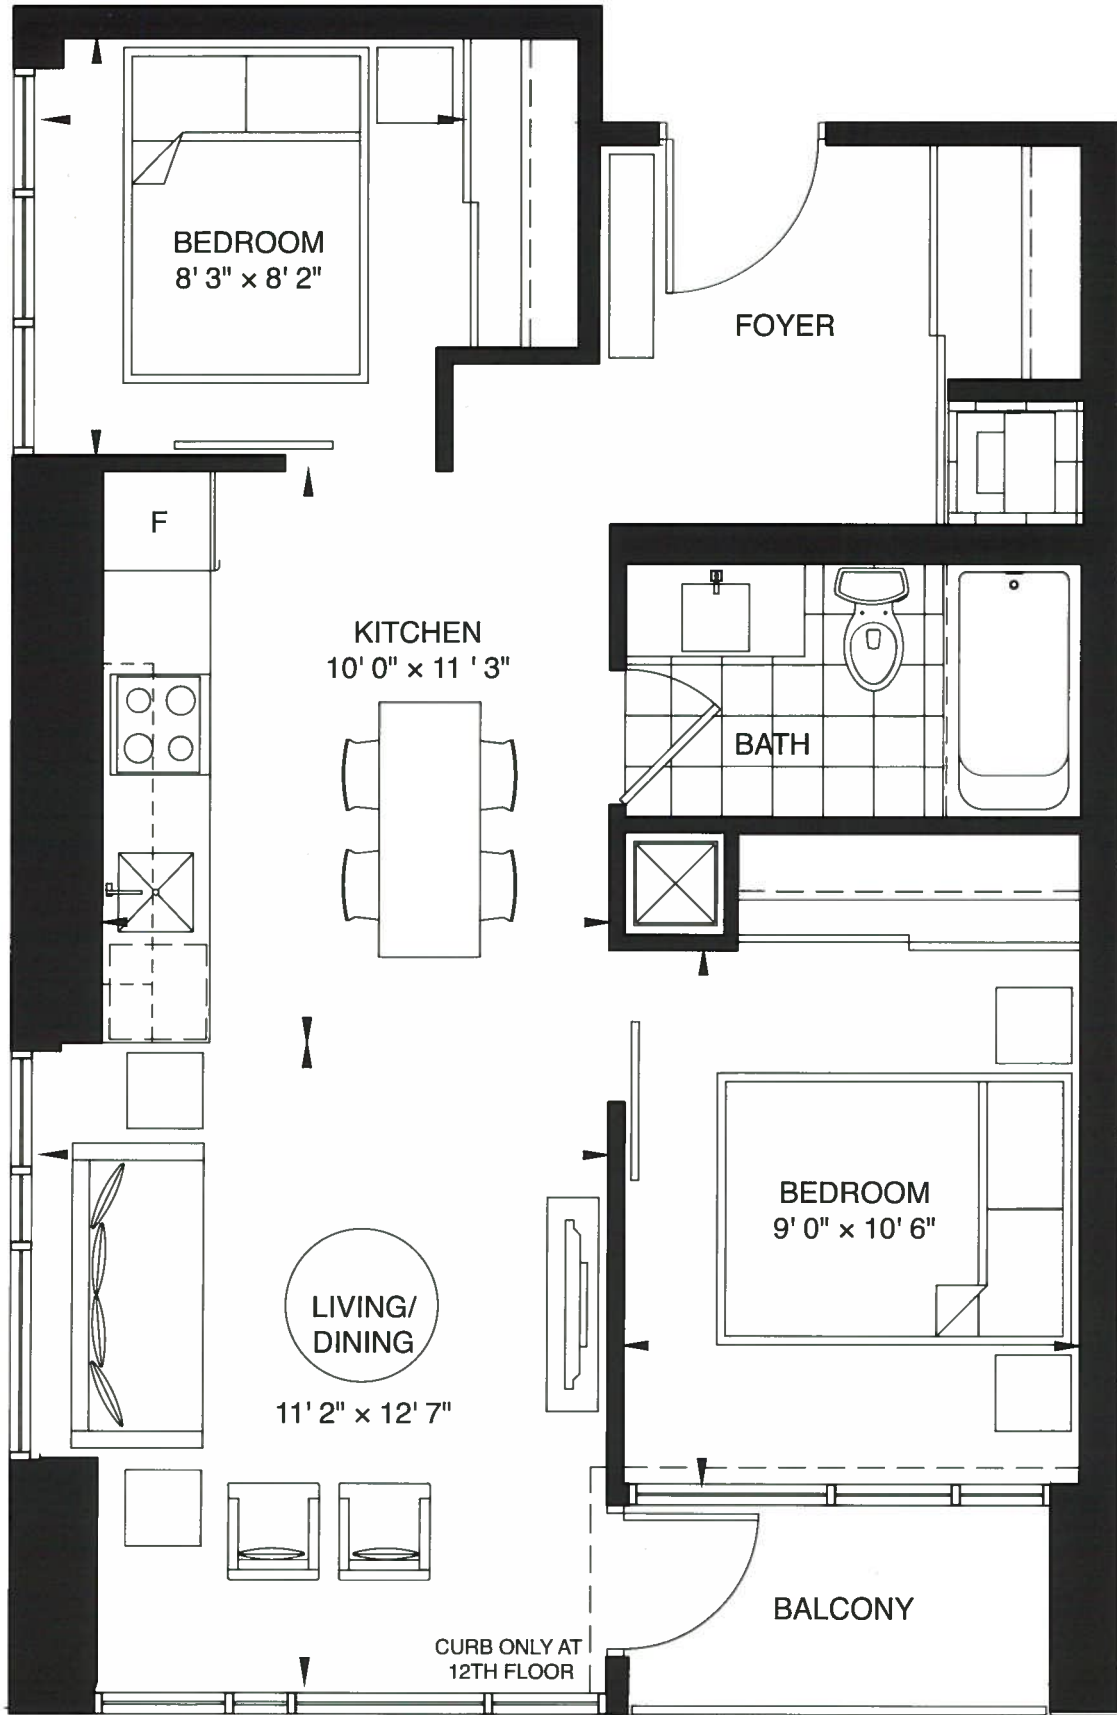 BEDROOM
8' 3" × 8' 2"
FOYER
F
KITCHEN
10' 0" × 11 ' 3"
BATH
BEDROOM
9' 0" × 10' 6"
LIVING/
DINING
11' 2" × 12' 7"
BALCONY
CURB ONLY AT
12TH FLOOR